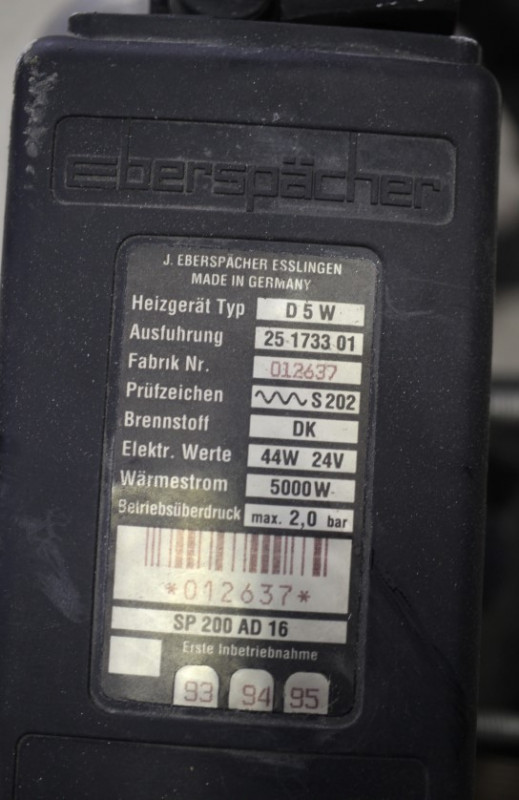 Eberspächer
J. EBERSPÄCHER ESSLINGEN
MADE IN GERMANY
Heizgerät Typ D 5 W
Ausfuhrung 25 1733 01
Fabrik Nr. 012637
Prüfzeichen S 202
Brennstoff DK
Elektr. Werte 44W 24V
Wärmestrom 5000 W
Betriebsüberdruck max. 2,0 bar
*012637*
SP 200 AD 16
Erste Inbetriebnahme
93 94 95